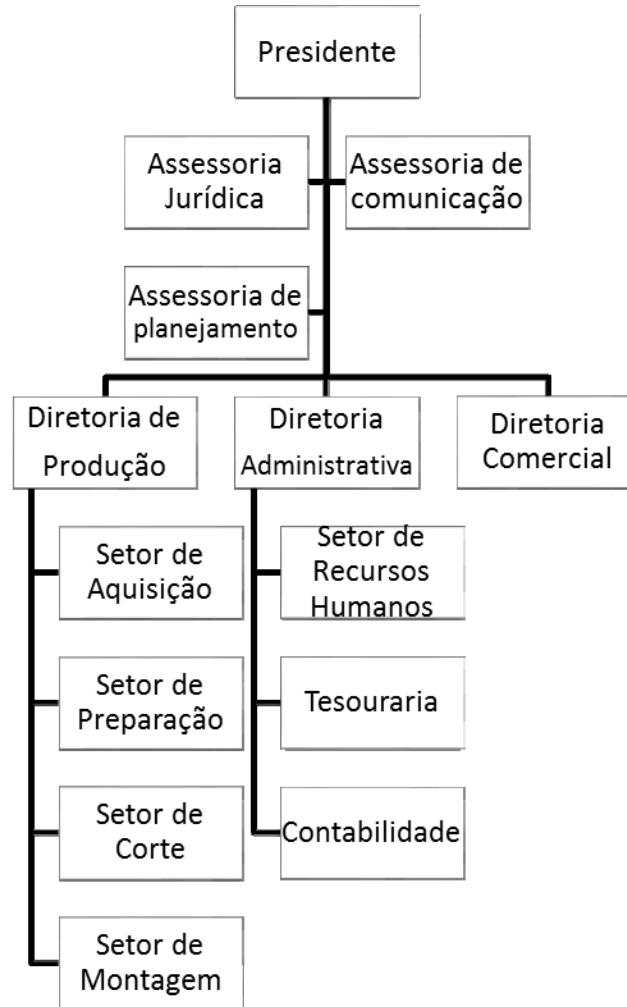 Presidente
Assessoria
Jurídica
Assessoria de
comunicação
Assessoria de
planejamento
Diretoria de
Produção
Diretoria
Administrativa
Diretoria
Comercial
Setor de
Aquisição
Setor de
Preparação
Setor de
Corte
Setor de
Montagem
Setor de
Recursos
Humanos
Tesouraria
Contabilidade